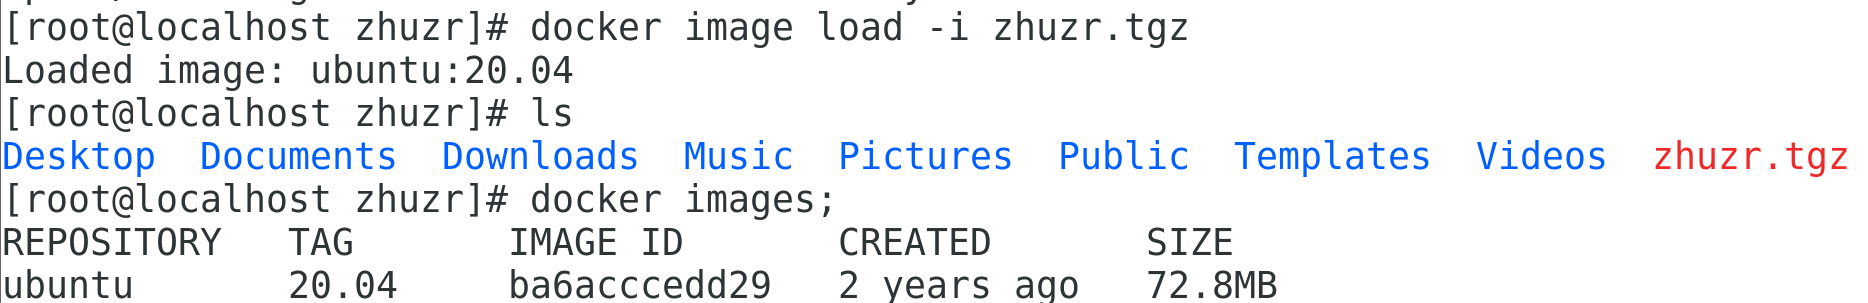 [root@localhost zhuzr]# docker image load -i zhuzr.tgz
Loaded image: ubuntu:20.04
[root@localhost zhuzr]# ls
Desktop  Documents  Downloads  Music  Pictures  Public  Templates  Videos  zhuzr.tgz
[root@localhost zhuzr]# docker images;
REPOSITORY   TAG       IMAGE ID       CREATED       SIZE
ubuntu       20.04     ba6acccedd29   2 years ago   72.8MB